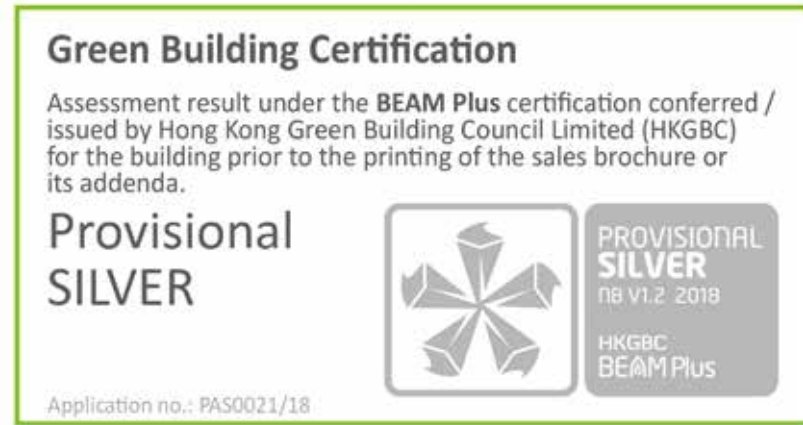 Green Building Certification
Assessment result under the BEAM Plus certification conferred /
issued by Hong Kong Green Building Council Limited (HKGBC)
for the building prior to the printing of the sales brochure or
its addenda.
Provisional
SILVER
PROVISIONAL
SILVER
NB V1.2 2018
HKGBC
BEAM Plus
Application no.: PAS0021/18